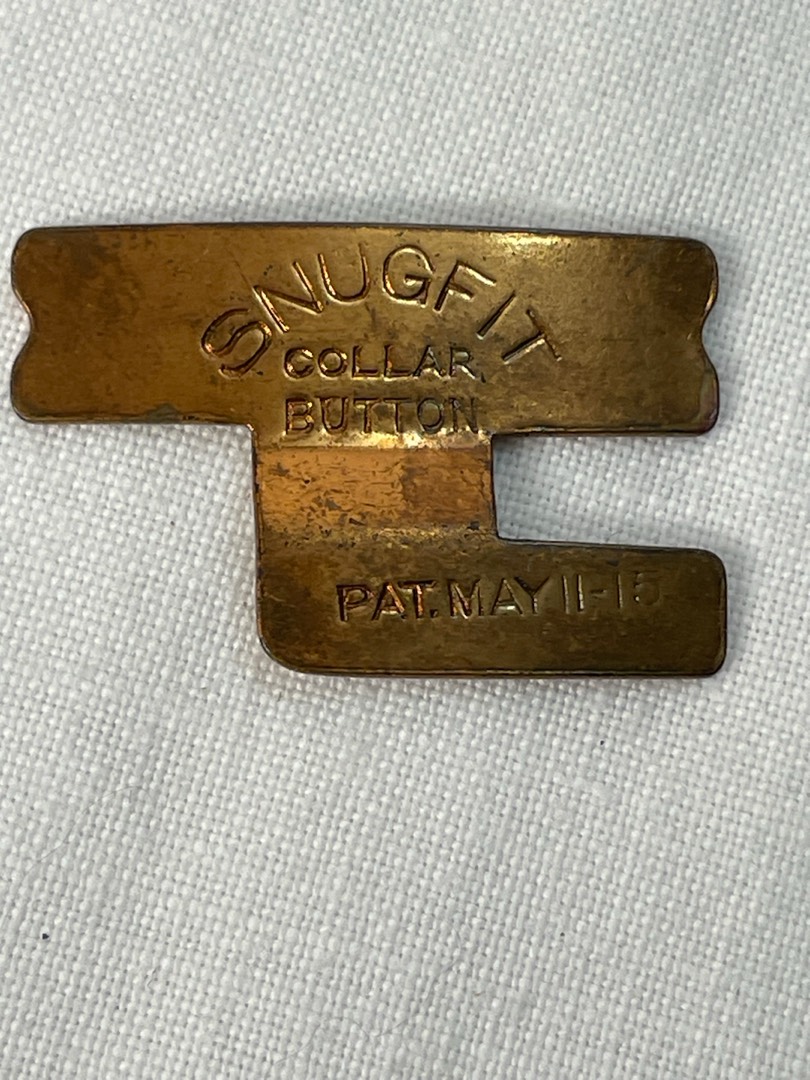 SNUGFIT
COLLAR
BUTTON
PAT. MAY 11-15